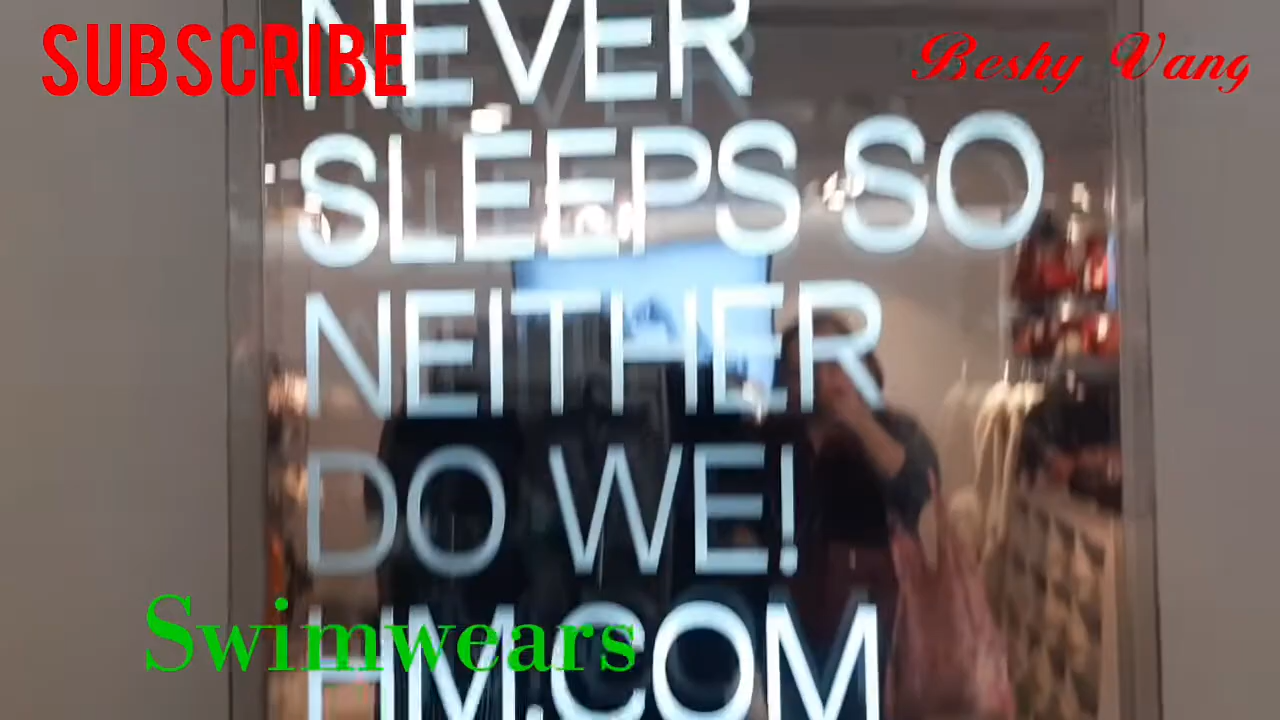 SUBSCRIBE
Beshy Vang
NEVER
SLEEPS SO
NEITHER
DO WE!
HM.COM
Swimwears